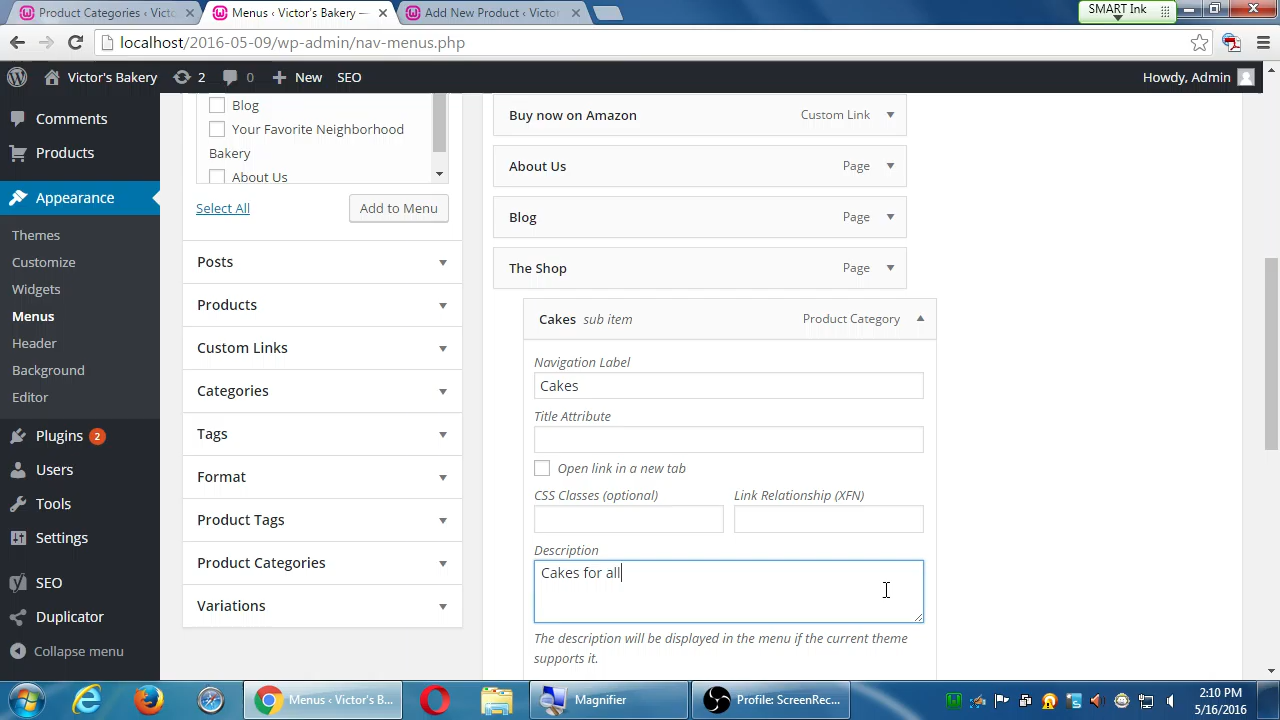 Product Categories ‹ Victo
Menus ‹ Victor's Bakery —
Add New Product ‹ Victor
SMART Ink
localhost/2016-05-09/wp-admin/nav-menus.php
Victor's Bakery
2
0
New
SEO
Howdy, Admin
Comments
Products
Appearance
Themes
Customize
Widgets
Menus
Header
Background
Editor
Plugins 2
Users
Tools
Settings
SEO
Duplicator
Collapse menu
Blog
Your Favorite Neighborhood
Bakery
About Us
Select All
Add to Menu
Posts
Products
Custom Links
Categories
Tags
Format
Product Tags
Product Categories
Variations
Buy now on Amazon Custom Link
About Us Page
Blog Page
The Shop Page
Cakes sub item Product Category
Navigation Label
Cakes
Title Attribute
Open link in a new tab
CSS Classes (optional) Link Relationship (XFN)
Description
Cakes for all
The description will be displayed in the menu if the current theme
supports it.
Menus ‹ Victor's B...
Magnifier
Profile: ScreenRec...
2:10 PM
5/16/2016